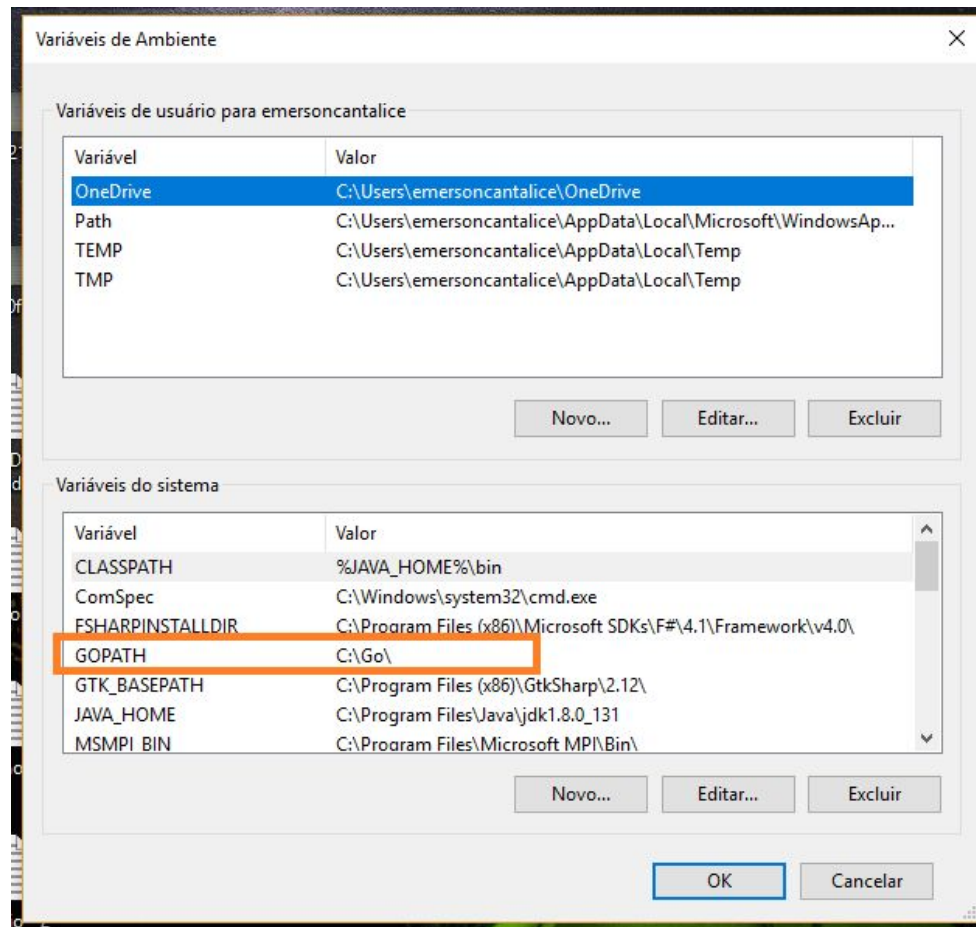 Variáveis de Ambiente
Variáveis de usuário para emersoncantalice
Variável Valor
OneDrive C:\Users\emersoncantalice\OneDrive
Path C:\Users\emersoncantalice\AppData\Local\Microsoft\WindowsAp...
TEMP C:\Users\emersoncantalice\AppData\Local\Temp
TMP C:\Users\emersoncantalice\AppData\Local\Temp
Novo... Editar... Excluir
Variáveis do sistema
Variável Valor
CLASSPATH %JAVA_HOME%\bin
ComSpec C:\Windows\system32\cmd.exe
FSHARPINSTALLDIR C:\Program Files (x86)\Microsoft SDKs\F#\4.1\Framework\v4.0\
GOPATH C:\Go\
GTK_BASEPATH C:\Program Files (x86)\GtkSharp\2.12\
JAVA_HOME C:\Program Files\Java\jdk1.8.0_131
MSMPI_BIN C:\Program Files\Microsoft MPI\Bin\
Novo... Editar... Excluir
OK Cancelar